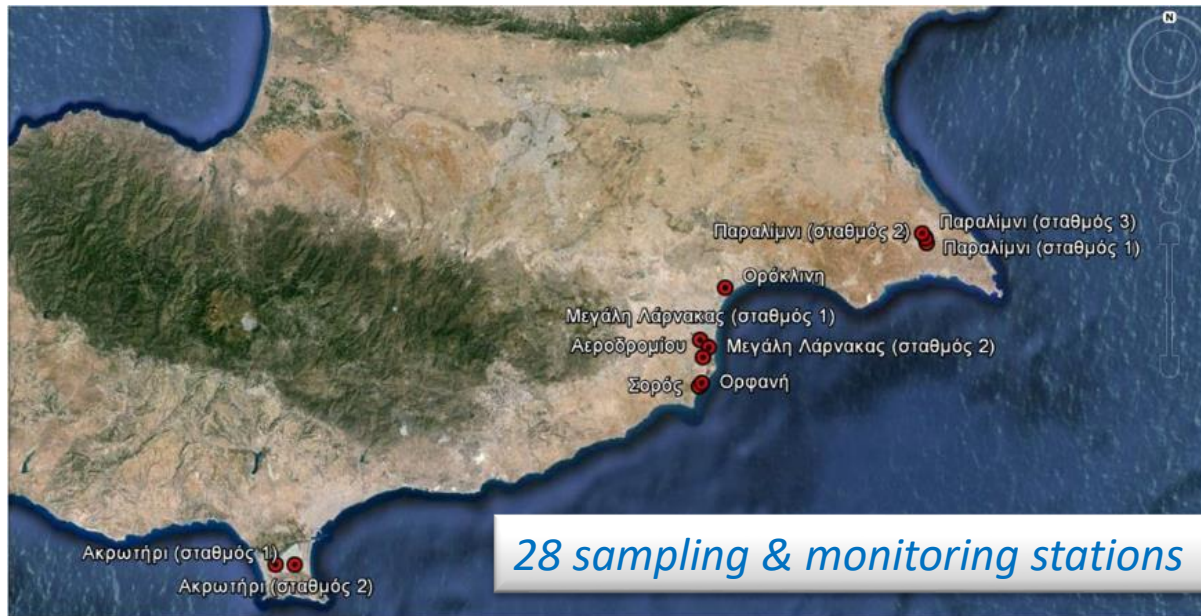 N
Παραλίμνι (σταθμός 3)
Παραλίμνι (σταθμός 2)
Παραλίμνι (σταθμός 1)
Ορόκλινη
Μεγάλη Λάρνακας (σταθμός 1)
Αεροδρομίου
Μεγάλη Λάρνακας (σταθμός 2)
Σορός
Ορφανή
Ακρωτήρι (σταθμός 1)
Ακρωτήρι (σταθμός 2)
28 sampling & monitoring stations